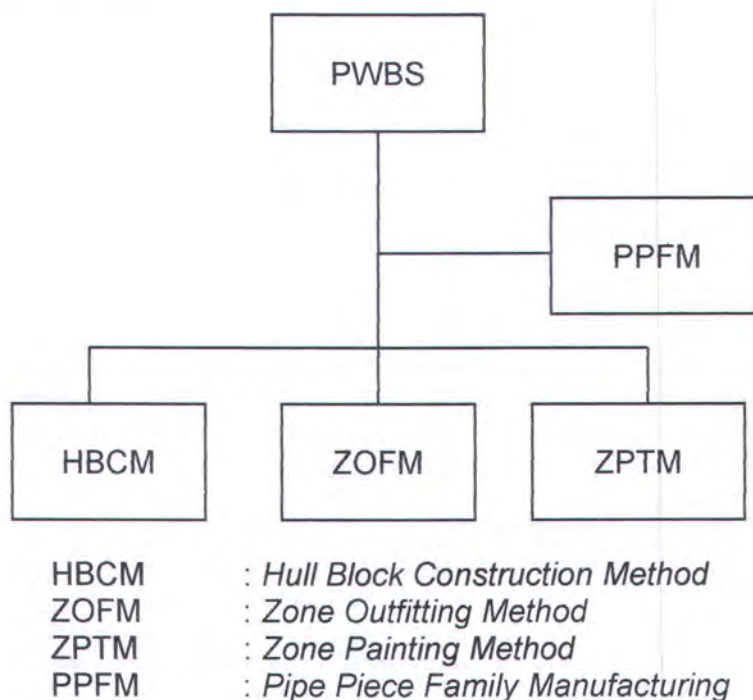 PWBS
PPFM
HBCM
ZOFM
ZPTM
HBCM : Hull Block Construction Method
ZOFM : Zone Outfitting Method
ZPTM : Zone Painting Method
PPFM : Pipe Piece Family Manufacturing